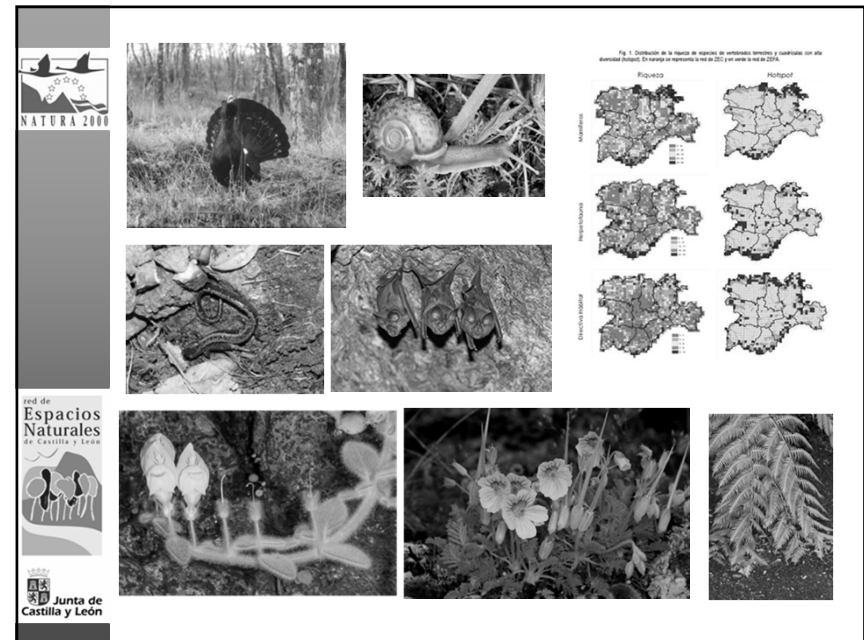 NATURA 2000
Fig. 1. Distribución de la riqueza de especies de vertebrados terrestres y cuadrículas con alta
diversidad (hotspot). En naranja se representa la red de ZEC y en verde la red de ZEPA.
Riqueza
Hotspot
Mamíferos
Herpetofauna
Directiva Hábitat
red de
Espacios
Naturales
de Castilla y León
Junta de
Castilla y León